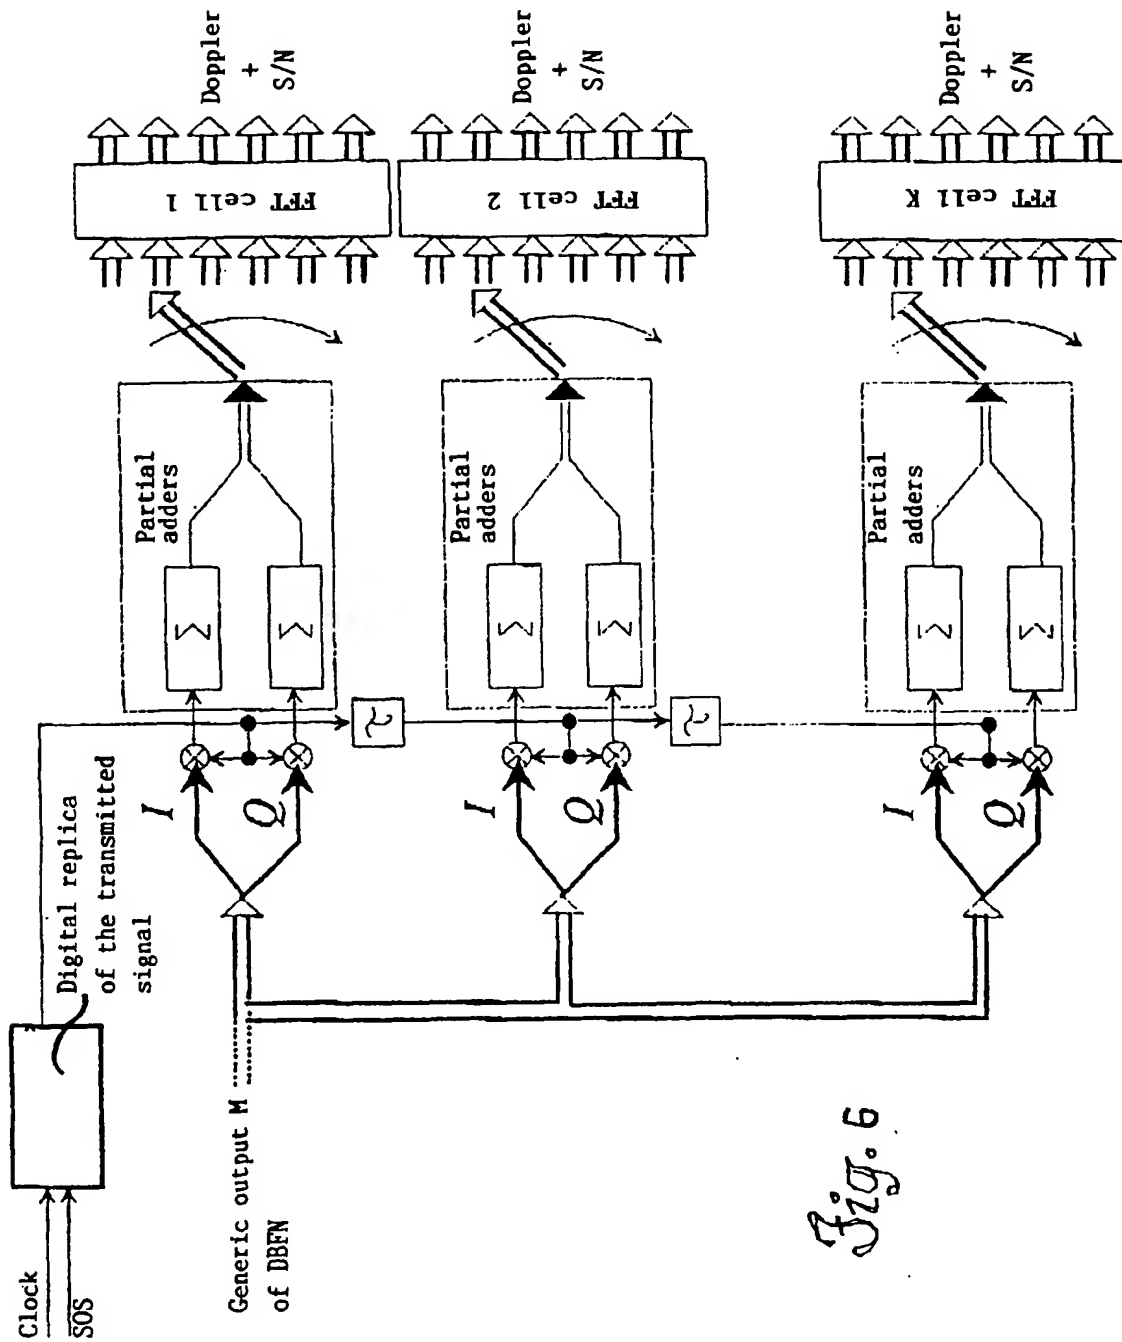 Clock
SOS
Digital replica
of the transmitted
signal
Generic output M
of DBFN
I
Q
Σ
Σ
Partial
adders
FFT cell 1
Doppler
+
S/N
τ
I
Q
Σ
Σ
Partial
adders
FFT cell 2
Doppler
+
S/N
τ
I
Q
Σ
Σ
Partial
adders
FFT cell K
Doppler
+
S/N
Fig. 6